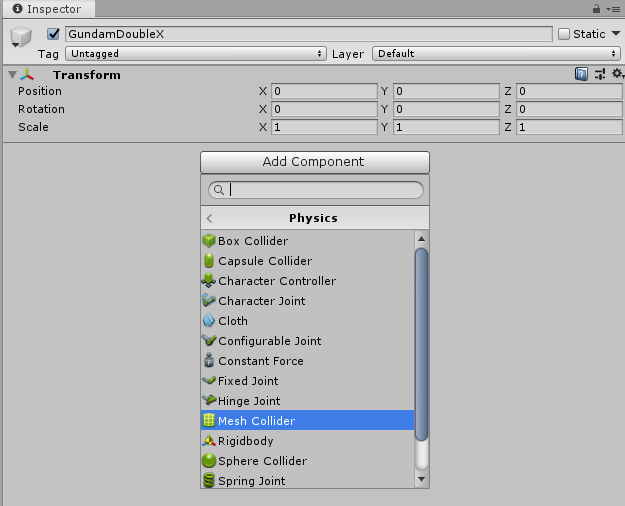 Inspector
GundamDoubleX Static
Tag Untagged Layer Default
Transform
Position X 0 Y 0 Z 0
Rotation X 0 Y 0 Z 0
Scale X 1 Y 1 Z 1
Add Component
Physics
Box Collider
Capsule Collider
Character Controller
Character Joint
Cloth
Configurable Joint
Constant Force
Fixed Joint
Hinge Joint
Mesh Collider
Rigidbody
Sphere Collider
Spring Joint